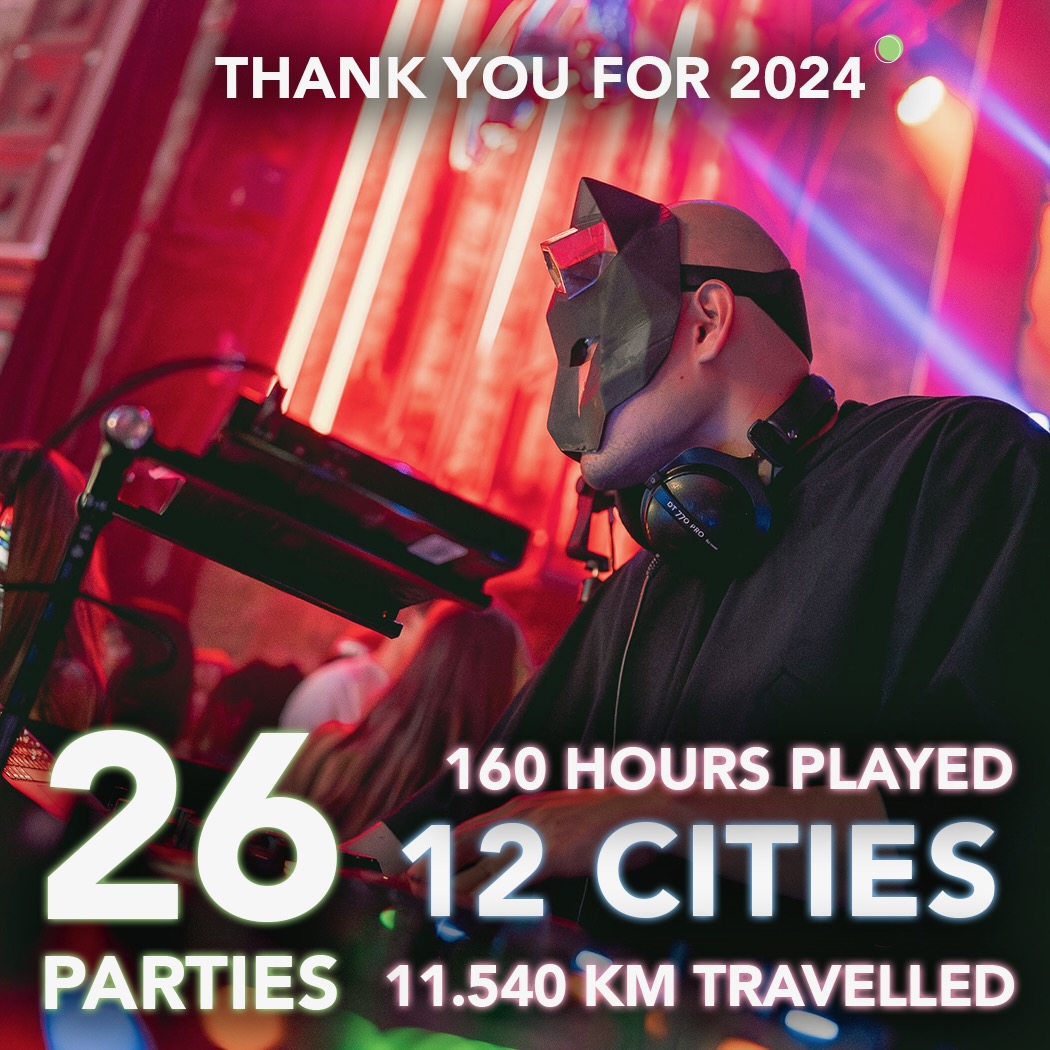 THANK YOU FOR 2024
DT 770 PRO
26
PARTIES
160 HOURS PLAYED
12 CITIES
11.540 KM TRAVELLED